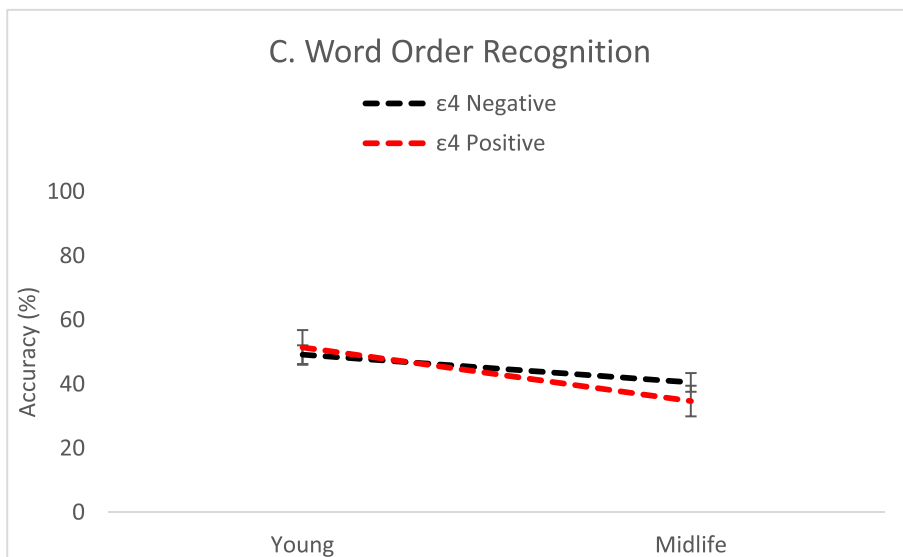 C. Word Order Recognition
ε4 Negative
ε4 Positive
Accuracy (%)
100
80
60
40
20
0
Young Midlife